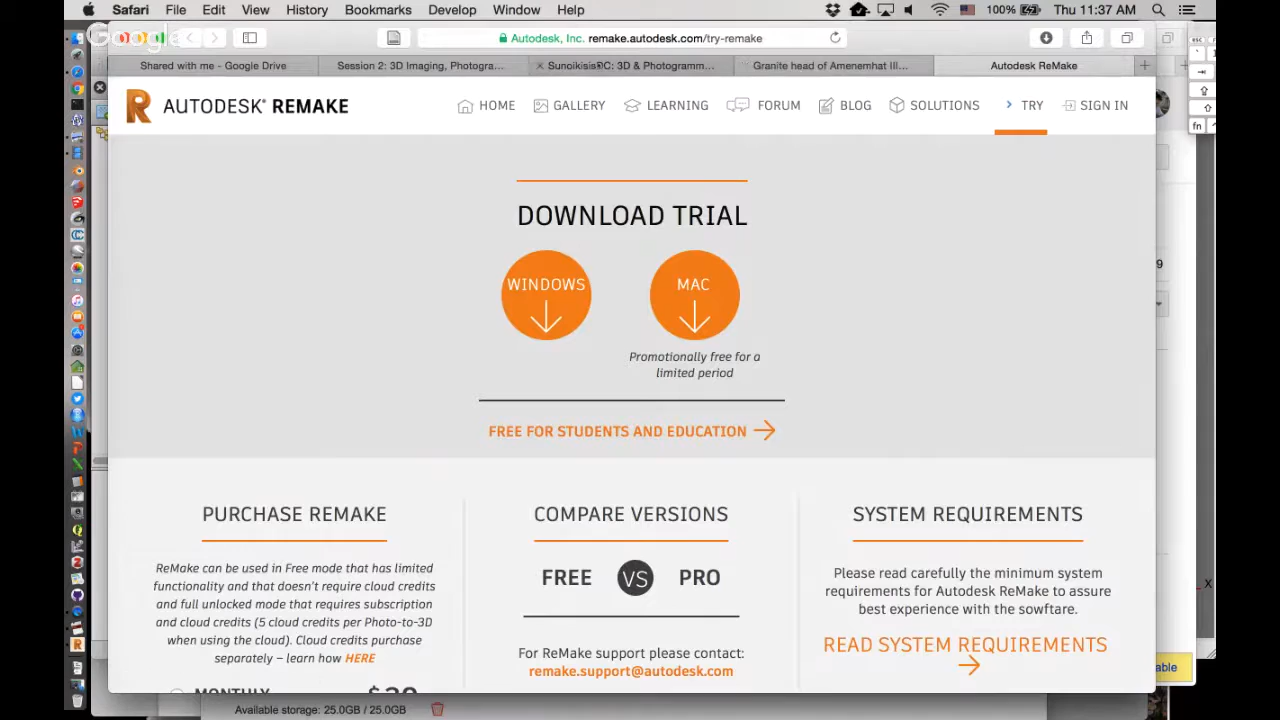 Safari File Edit View History Bookmarks Develop Window Help 100% Thu 11:37 AM
Google
Autodesk, Inc. remake.autodesk.com/try-remake
Shared with me - Google Drive Session 2: 3D Imaging, Photogra... SunoikisisDC: 3D & Photogramm... Granite head of Amenemhat III... Autodesk ReMake
R AUTODESK® REMAKE HOME GALLERY LEARNING FORUM BLOG SOLUTIONS TRY SIGN IN
fn
DOWNLOAD TRIAL
WINDOWS MAC
Promotionally free for a
limited period
FREE FOR STUDENTS AND EDUCATION
PURCHASE REMAKE
ReMake can be used in Free mode that has limited
functionality and that doesn't require cloud credits
and full unlocked mode that requires subscription
and cloud credits (5 cloud credits per Photo-to-3D
when using the cloud). Cloud credits purchase
separately – learn how HERE
COMPARE VERSIONS
FREE VS PRO
For ReMake support please contact:
remake.support@autodesk.com
SYSTEM REQUIREMENTS
Please read carefully the minimum system
requirements for Autodesk ReMake to assure
best experience with the sowftare.
READ SYSTEM REQUIREMENTS
9
X
able
Available storage: 25.0GB / 25.0GB